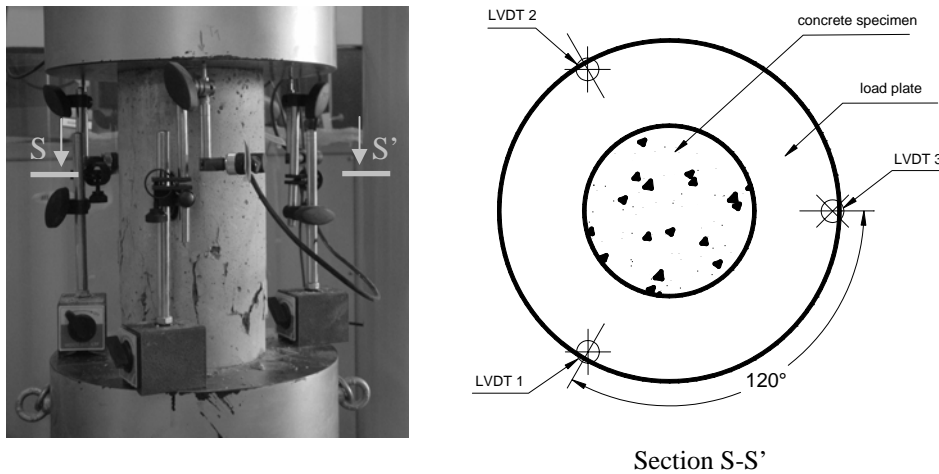 S
S’
LVDT 2
concrete specimen
load plate
LVDT 3
LVDT 1
120°
Section S-S’